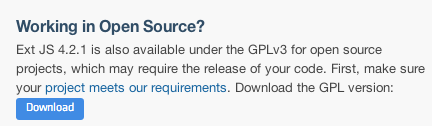 Working in Open Source?
Ext JS 4.2.1 is also available under the GPLv3 for open source
projects, which may require the release of your code. First, make sure
your project meets our requirements. Download the GPL version:
Download